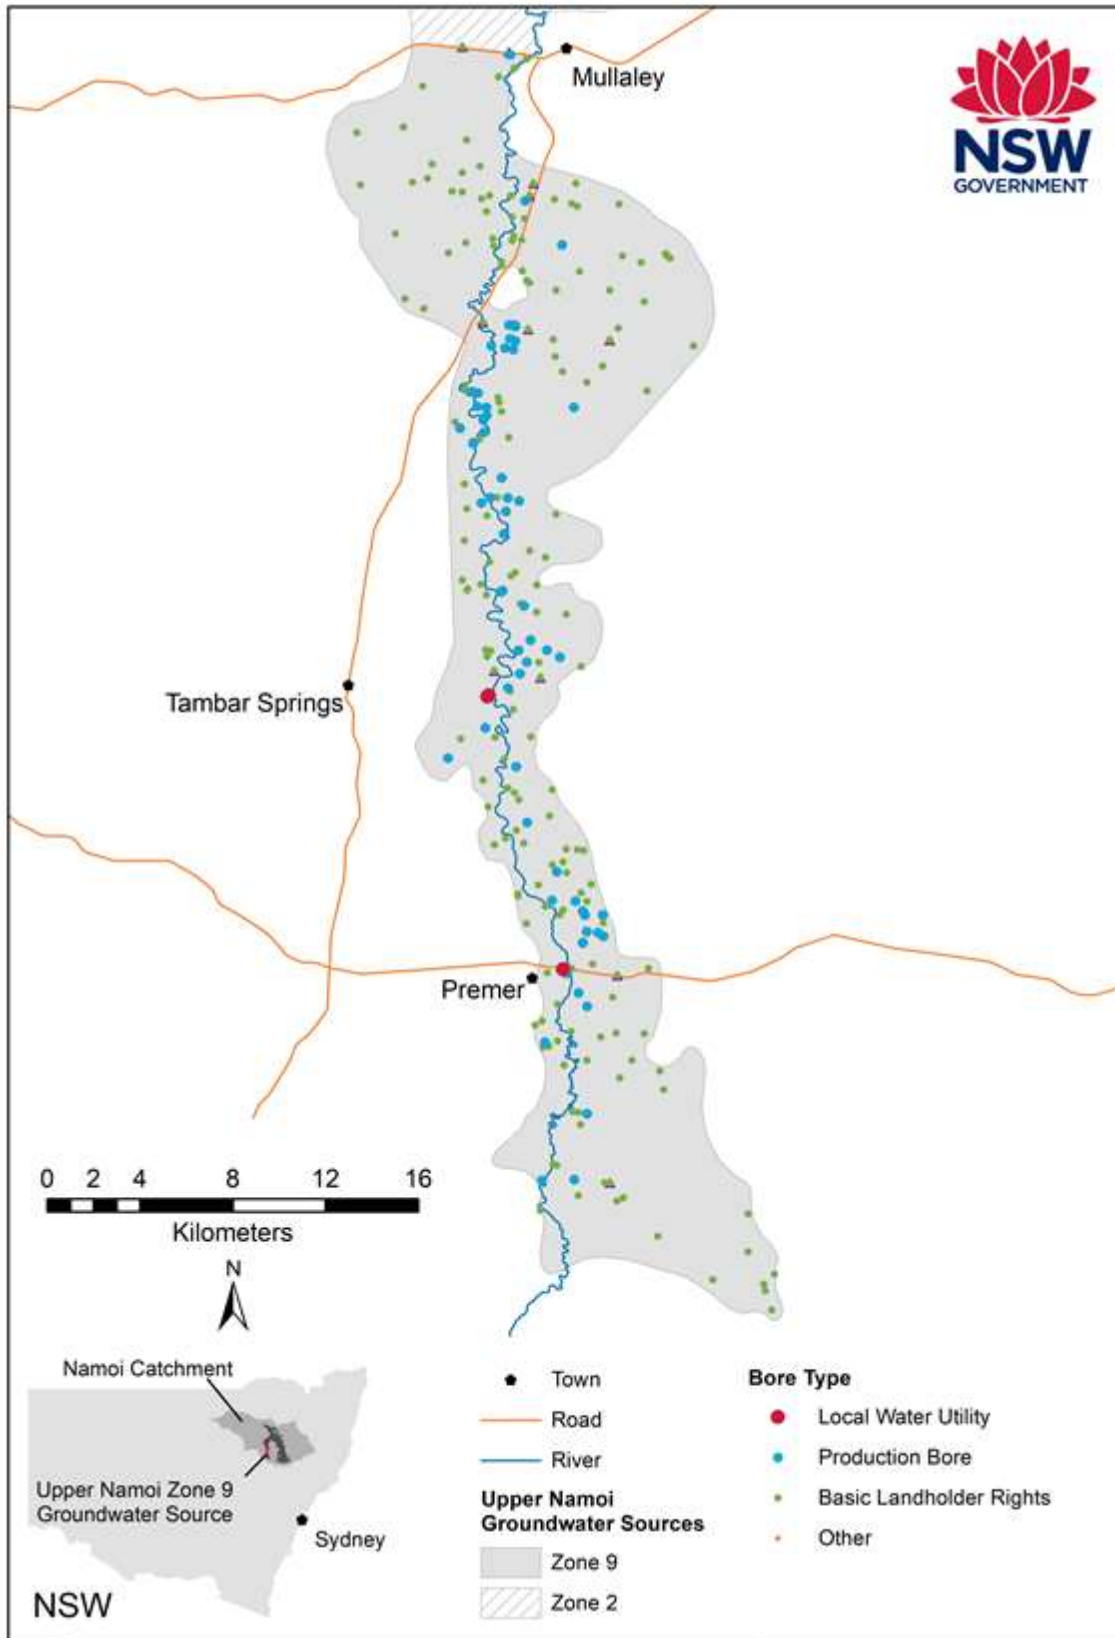 Mullaley
NSW
GOVERNMENT
Tambar Springs
Premer
0 2 4 8 12 16
Kilometers
N
Namoi Catchment
Upper Namoi Zone 9
Groundwater Source
Sydney
NSW
Town
Road
River
Upper Namoi
Groundwater Sources
Zone 9
Zone 2
Bore Type
Local Water Utility
Production Bore
Basic Landholder Rights
Other